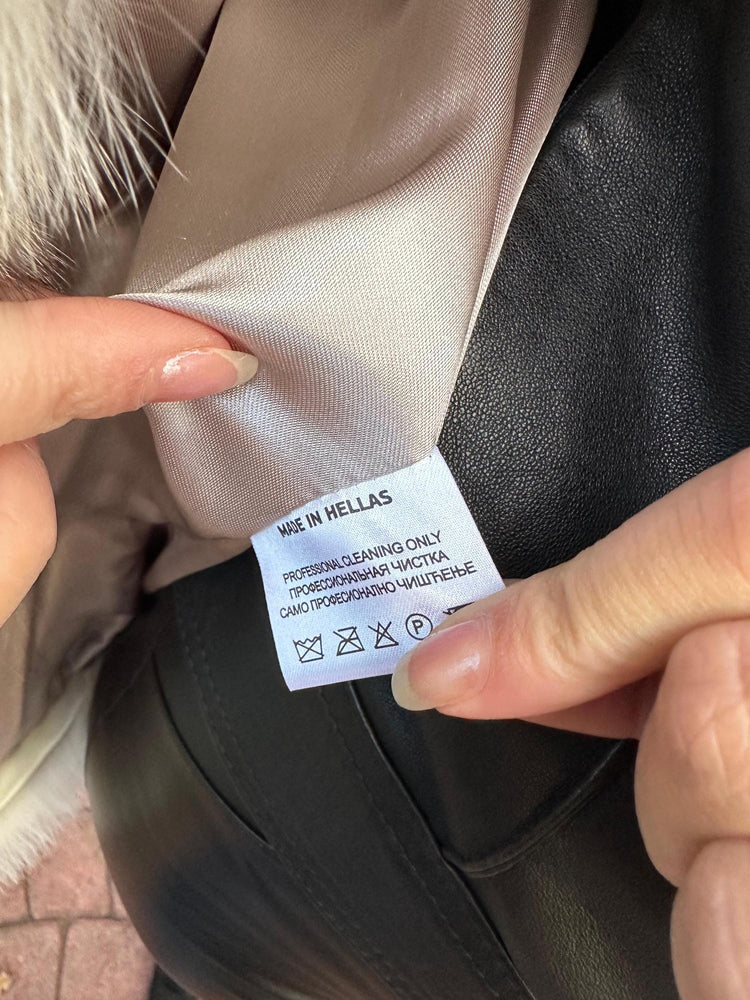 MADE IN HELLAS
PROFESSIONAL CLEANING ONLY
ПРОФЕССИОНАЛЬНАЯ ЧИСТКА
САМО ПРОФЕСИОНАЛНО ЧИШЋЕЊЕ
P